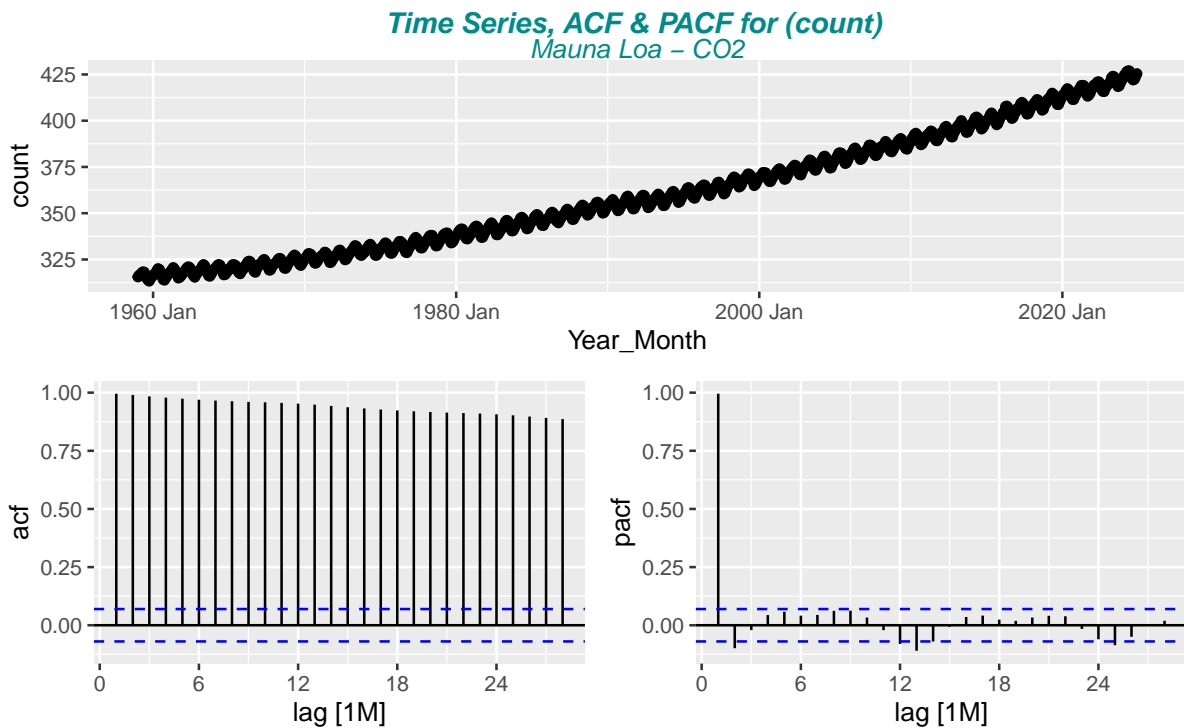 Time Series, ACF & PACF for (count)
Mauna Loa – CO2
count
425
400
375
350
325
1960 Jan
1980 Jan
2000 Jan
2020 Jan
Year_Month
acf
1.00
0.75
0.50
0.25
0.00
0
6
12
18
24
lag [1M]
pacf
1.00
0.75
0.50
0.25
0.00
0
6
12
18
24
lag [1M]